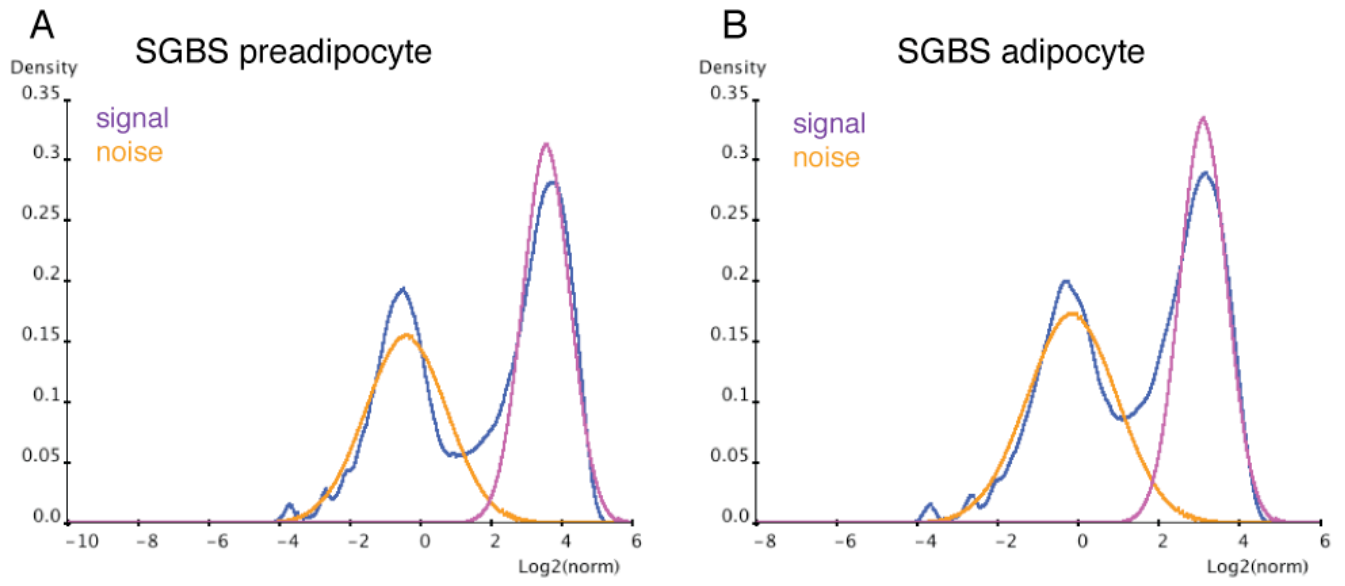 A
SGBS preadipocyte
Density
0.35
signal
noise
0.3
0.25
0.2
0.15
0.1
0.05
0.0
-10 -8 -6 -4 -2 0 2 4 6
Log2(norm)
B
SGBS adipocyte
Density
0.35
signal
noise
0.3
0.25
0.2
0.15
0.1
0.05
0.0
-8 -6 -4 -2 0 2 4 6
Log2(norm)